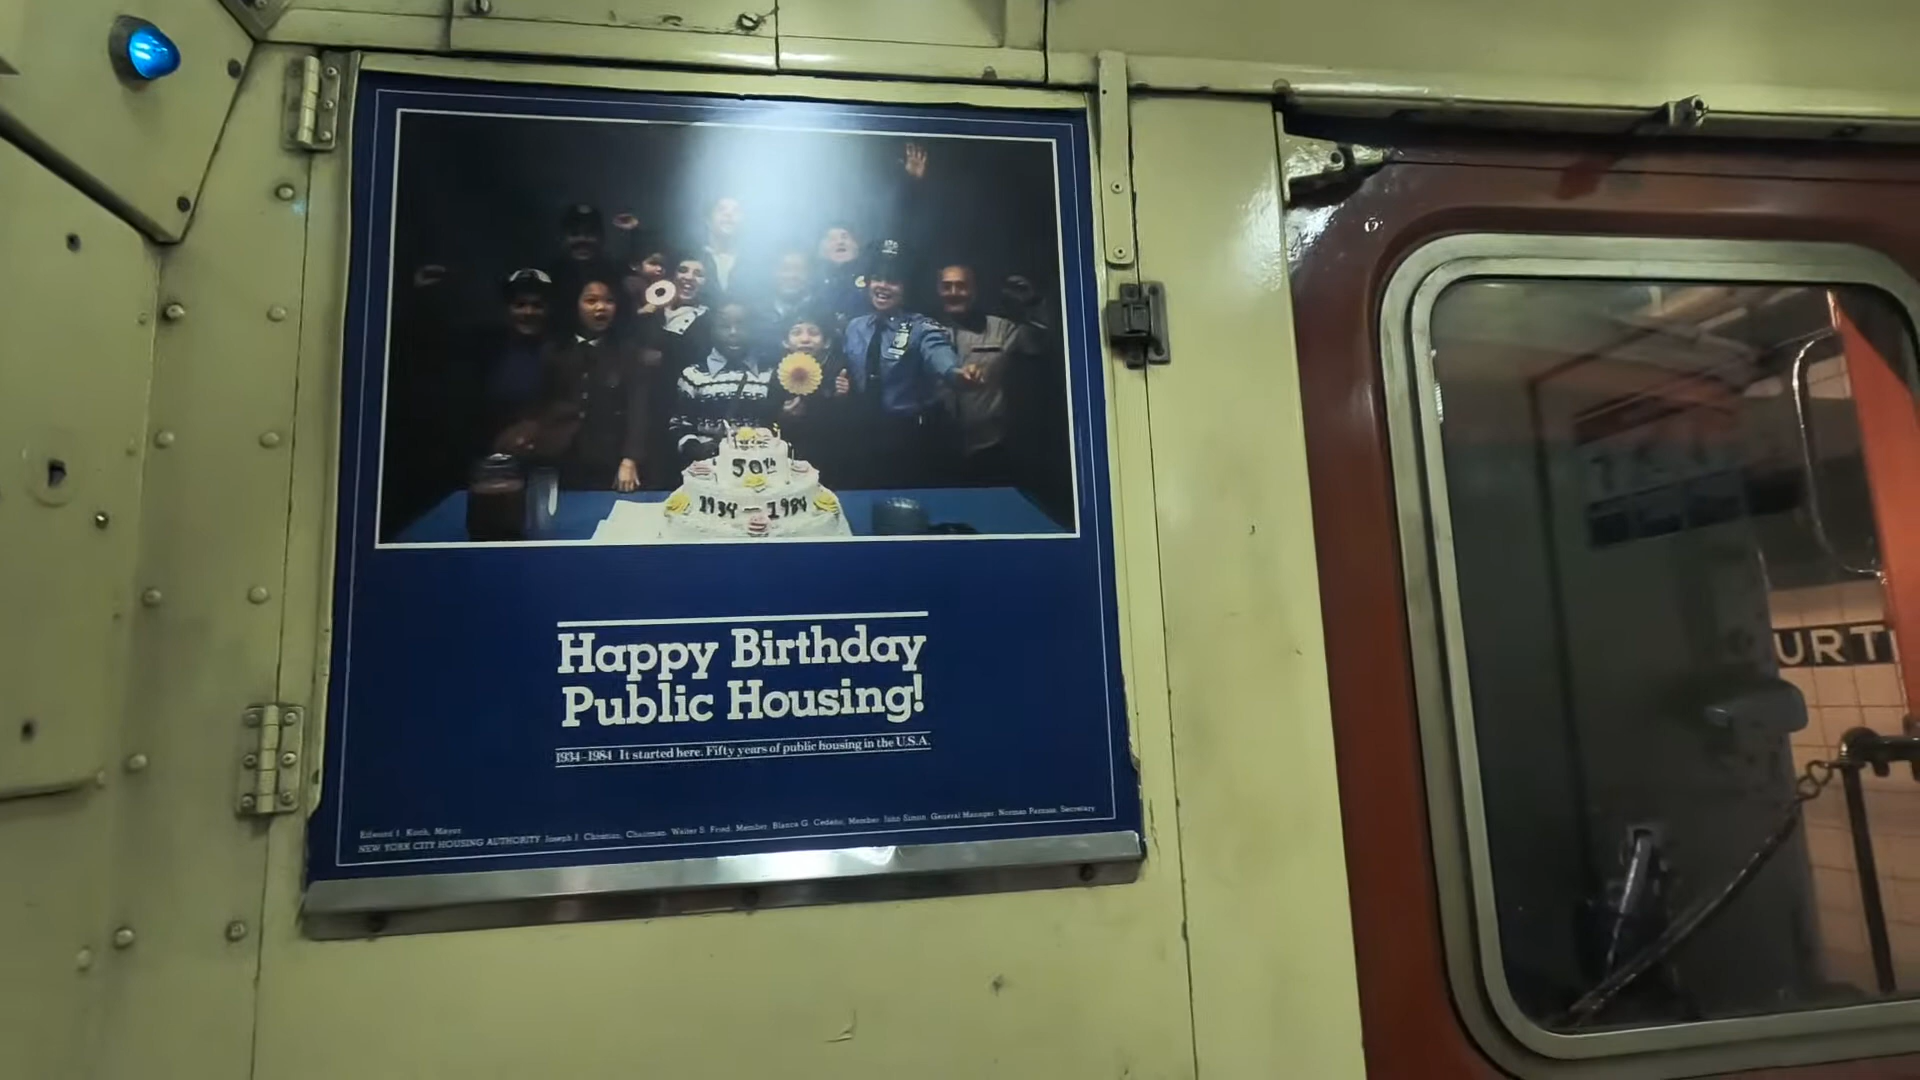 50th
1934 — 1984
Happy Birthday
Public Housing!
1934-1984 It started here. Fifty years of public housing in the U.S.A.
Edward I. Koch, Mayor
NEW YORK CITY HOUSING AUTHORITY Joseph J. Christian, Chairman. Walter S. Fried, Member. Blanca G. Cedeño, Member. John Simon, General Manager. Norman Parnass, Secretary
URT